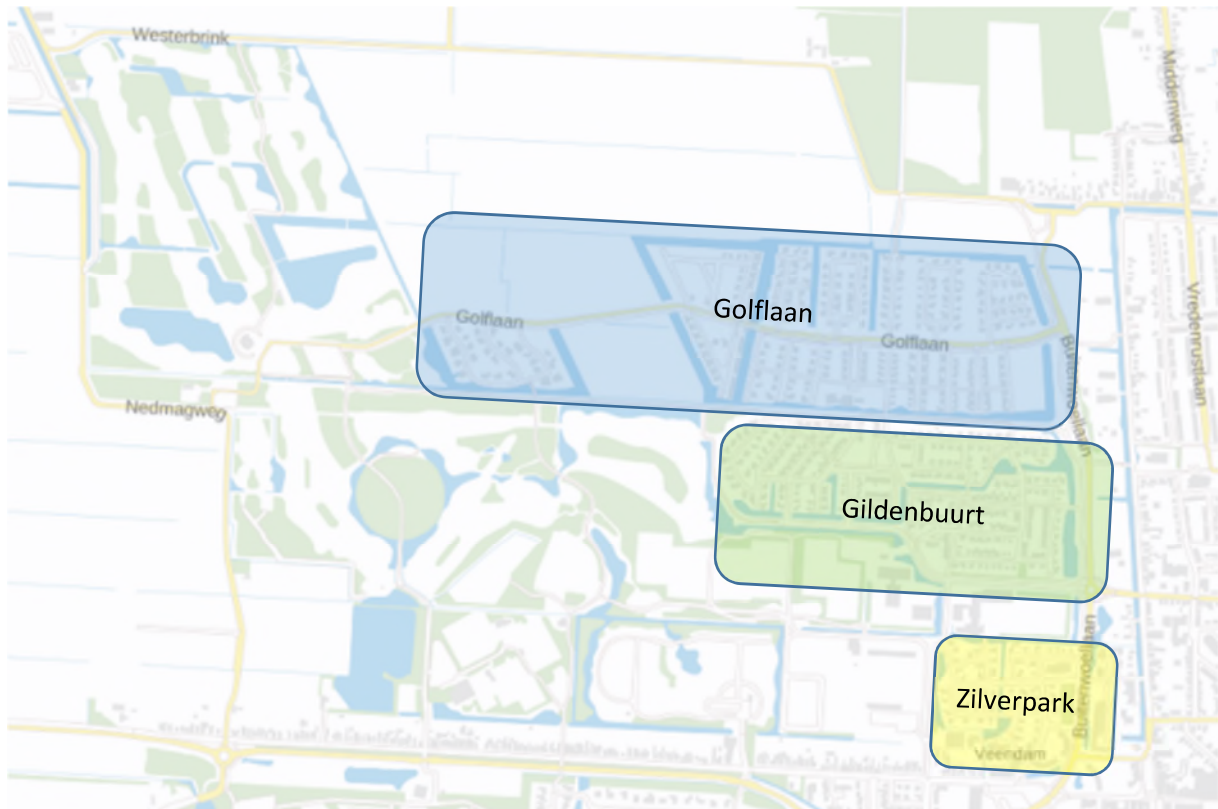 Westerbrink
Middenweg
Golflaan
Golflaan
Golflaan
Vredenrustlaan
Nedmagweg
Gildenbuurt
Zilverpark
Veendam